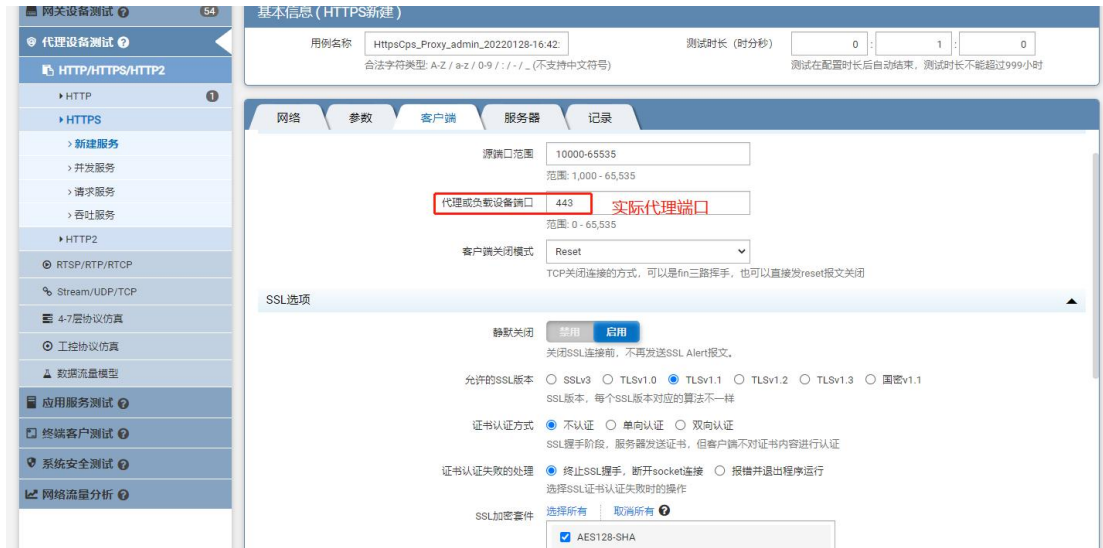 网关设备测试 54
代理设备测试
HTTP/HTTPS/HTTP2
HTTP 1
HTTPS
新建服务
并发服务
请求服务
吞吐服务
HTTP2
RTSP/RTP/RTCP
Stream/UDP/TCP
4-7层协议仿真
工控协议仿真
数据流量模型
应用服务测试
终端客户测试
系统安全测试
网络流量分析
基本信息 ( HTTPS新建 )
用例名称 HttpsCps_Proxy_admin_20220128-16:42: 测试时长 (时分秒) 0 : 1 : 0
合法字符类型: A-Z / a-z / 0-9 / : / - / _ (不支持中文符号) 测试在配置时长后自动结束, 测试时长不能超过999小时
网络 参数 客户端 服务器 记录
源端口范围 10000-65535
范围: 1,000 - 65,535
代理或负载设备端口 443 实际代理端口
范围: 0 - 65,535
客户端关闭模式 Reset
TCP关闭连接的方式, 可以是fin三路挥手, 也可以直接发reset报文关闭
SSL选项
静默关闭 禁用 启用
关闭SSL连接前, 不再发送SSL Alert报文。
允许的SSL版本 SSLv3 TLSv1.0 TLSv1.1 TLSv1.2 TLSv1.3 国密v1.1
SSL版本, 每个SSL版本对应的算法不一样
证书认证方式 不认证 单向认证 双向认证
SSL握手阶段, 服务器发送证书, 但客户端不对证书内容进行认证
证书认证失败的处理 终止SSL握手, 断开socket连接 报错并退出程序运行
选择SSL证书认证失败时的操作
SSL加密套件 选择所有 取消所有
AES128-SHA